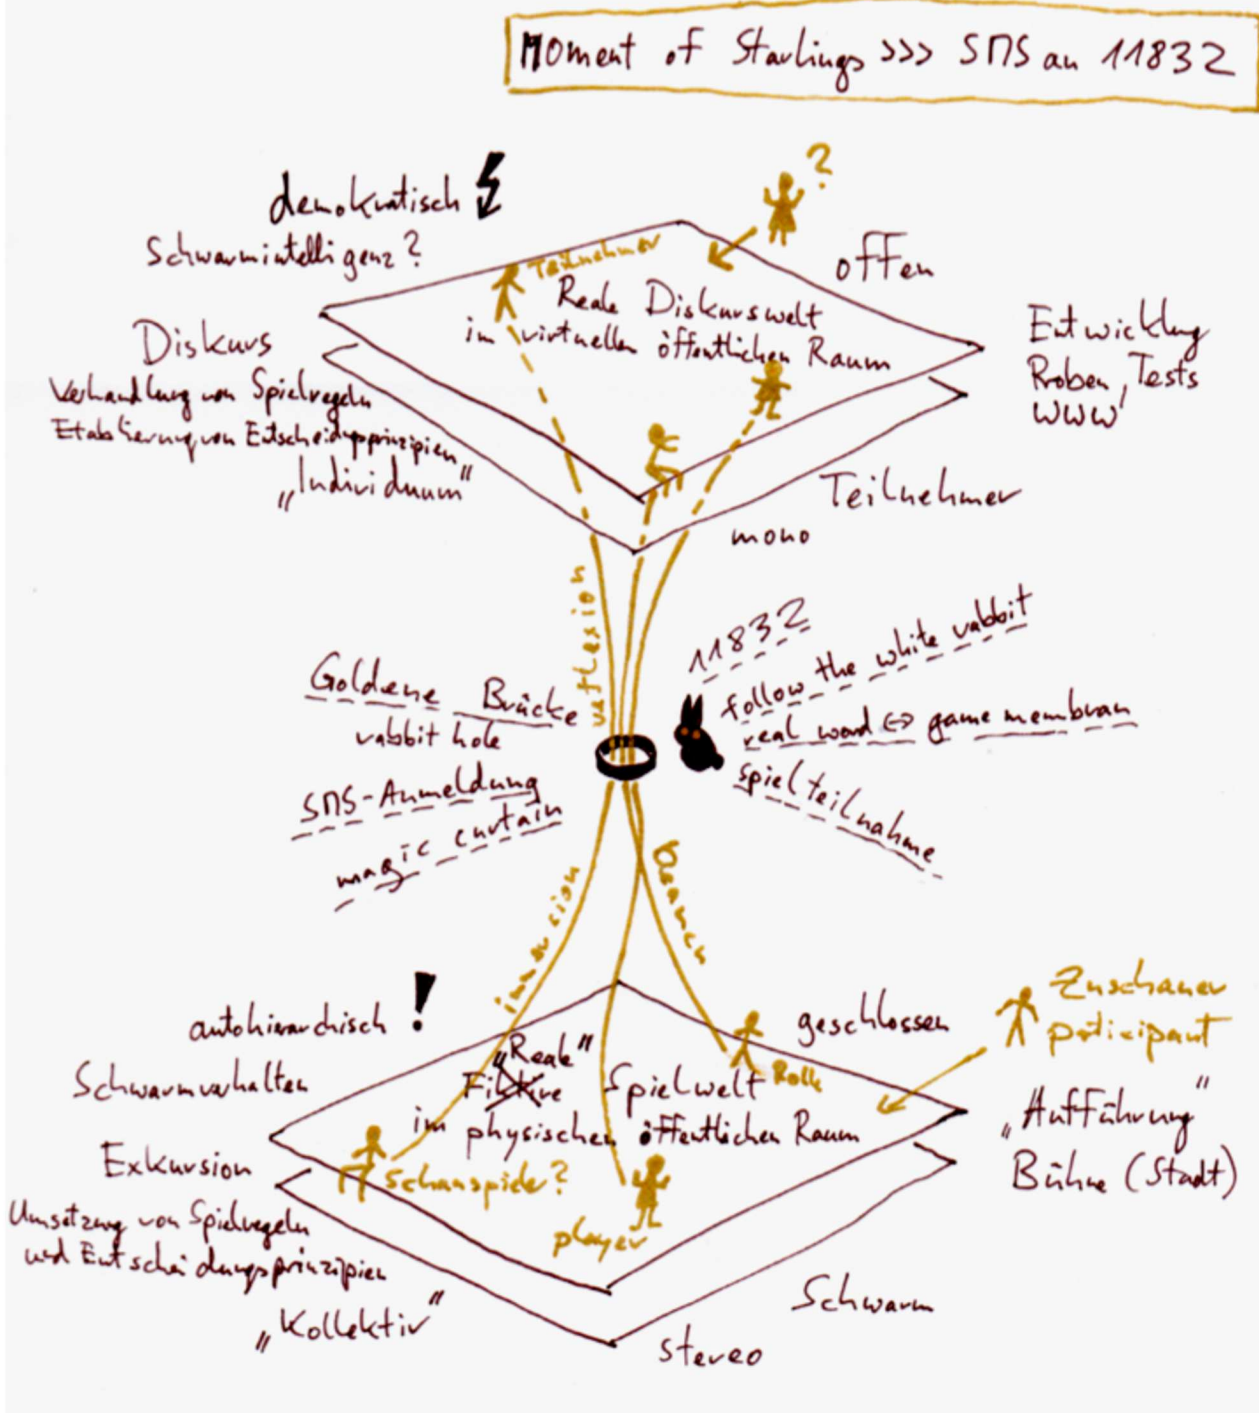 Moment of Starlings >>> SMS an 11832
demokratisch
?
Schwarmintelligenz?
Teilnehmer
offen
Reale Diskurswelt
im virtuellen öffentlichen Raum
Entwicklung
Proben, Tests
WWW
Diskurs
Verhandlung von Spielregeln
Etablierung von Entscheidungsprinzipien
„Individuum"
Teilnehmer
mono
reflexion
11832
follow the white rabbit
real word <=> game membran
spielteilnahme
Goldene Brücke
rabbit hole
SMS-Anmeldung
magic curtain
immersion
Branch
autohierarchisch !
Schwarmverhalten
geschlossen
Zuschauer
participant
„Reale"
Fiktive Spielwelt
im physischen öffentlichen Raum
Rolle
„Aufführung"
Bühne (Stadt)
Exkursion
Umsetzung von Spielregeln
und Entscheidungsprinzipien
„Kollektiv"
Schauspieler?
player
Schwarm
stereo